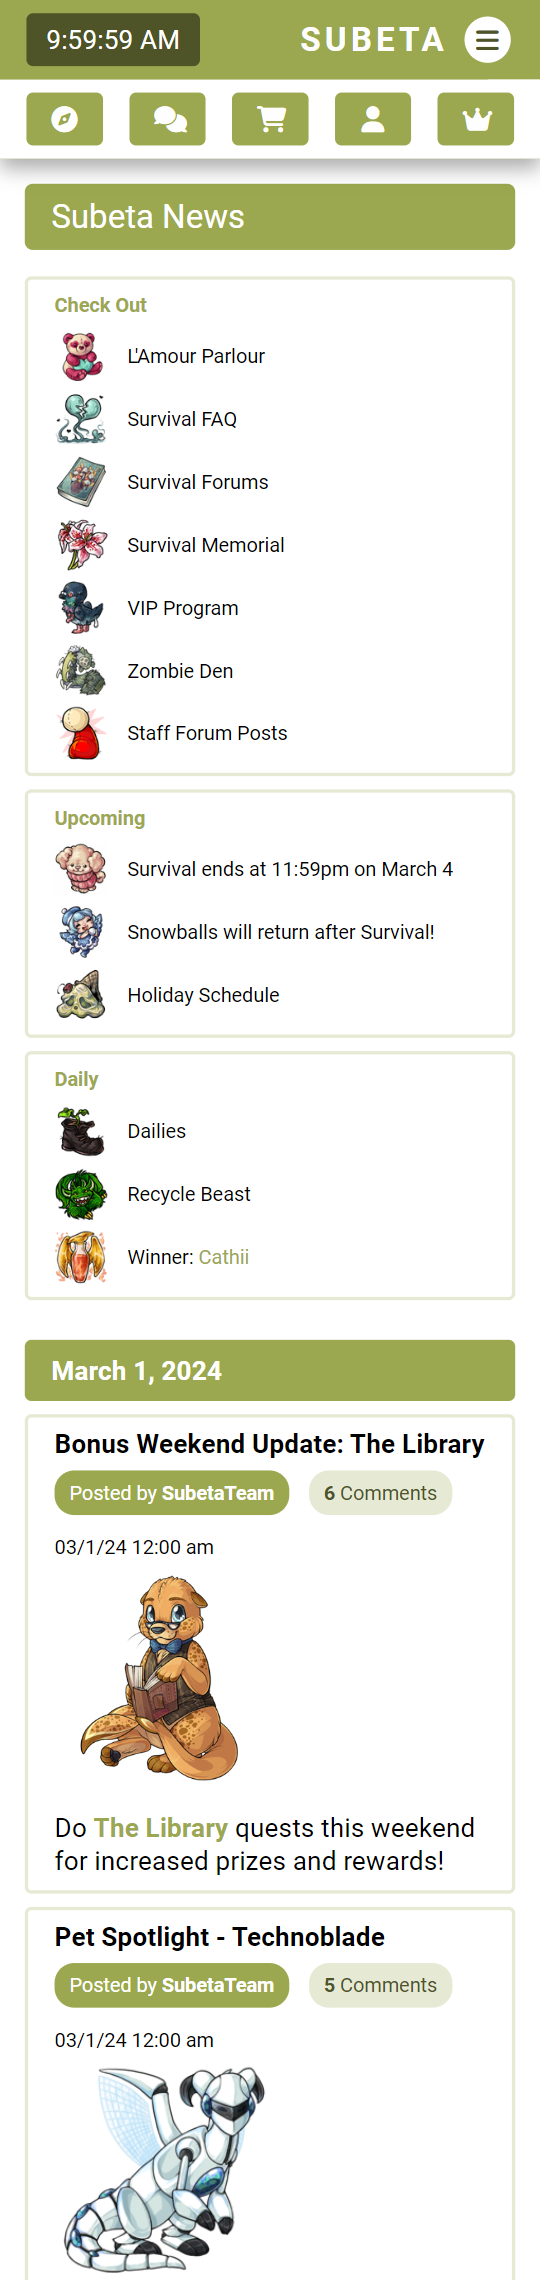 9:59:59 AM
SUBETA
Subeta News
Check Out
L'Amour Parlour
Survival FAQ
Survival Forums
Survival Memorial
VIP Program
Zombie Den
Staff Forum Posts
Upcoming
Survival ends at 11:59pm on March 4
Snowballs will return after Survival!
Holiday Schedule
Daily
Dailies
Recycle Beast
Winner: Cathii
March 1, 2024
Bonus Weekend Update: The Library
Posted by SubetaTeam
6 Comments
03/1/24 12:00 am
Do The Library quests this weekend
for increased prizes and rewards!
Pet Spotlight - Technoblade
Posted by SubetaTeam
5 Comments
03/1/24 12:00 am